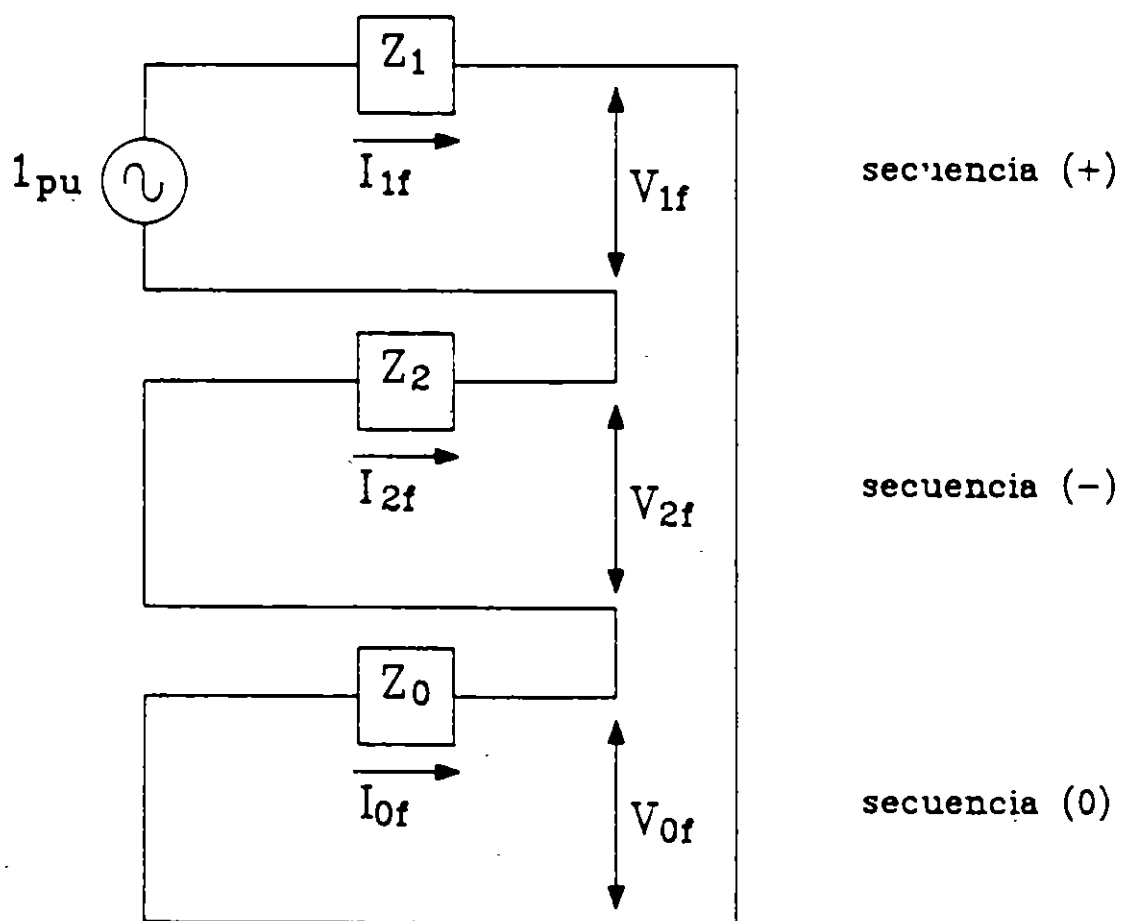 Z1
1pu
I1f
V1f
secuencia (+)
Z2
I2f
V2f
secuencia (-)
Z0
I0f
V0f
secuencia (0)